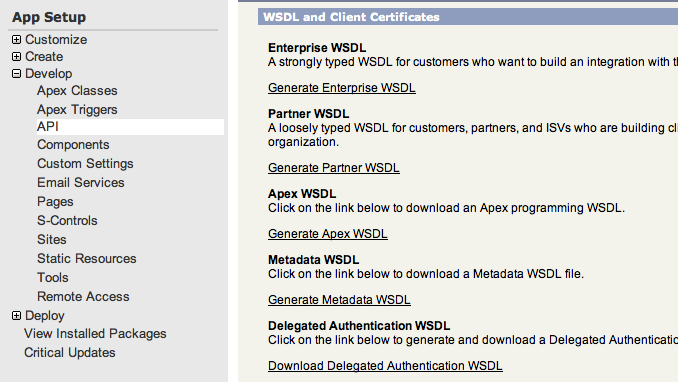 App Setup
Customize
Create
Develop
Apex Classes
Apex Triggers
API
Components
Custom Settings
Email Services
Pages
S-Controls
Sites
Static Resources
Tools
Remote Access
Deploy
View Installed Packages
Critical Updates
WSDL and Client Certificates
Enterprise WSDL
A strongly typed WSDL for customers who want to build an integration with
Generate Enterprise WSDL
Partner WSDL
A loosely typed WSDL for customers, partners, and ISVs who are building
organization.
Generate Partner WSDL
Apex WSDL
Click on the link below to download an Apex programming WSDL.
Generate Apex WSDL
Metadata WSDL
Click on the link below to download a Metadata WSDL file.
Generate Metadata WSDL
Delegated Authentication WSDL
Click on the link below to generate and download a Delegated Authenticatio
Download Delegated Authentication WSDL